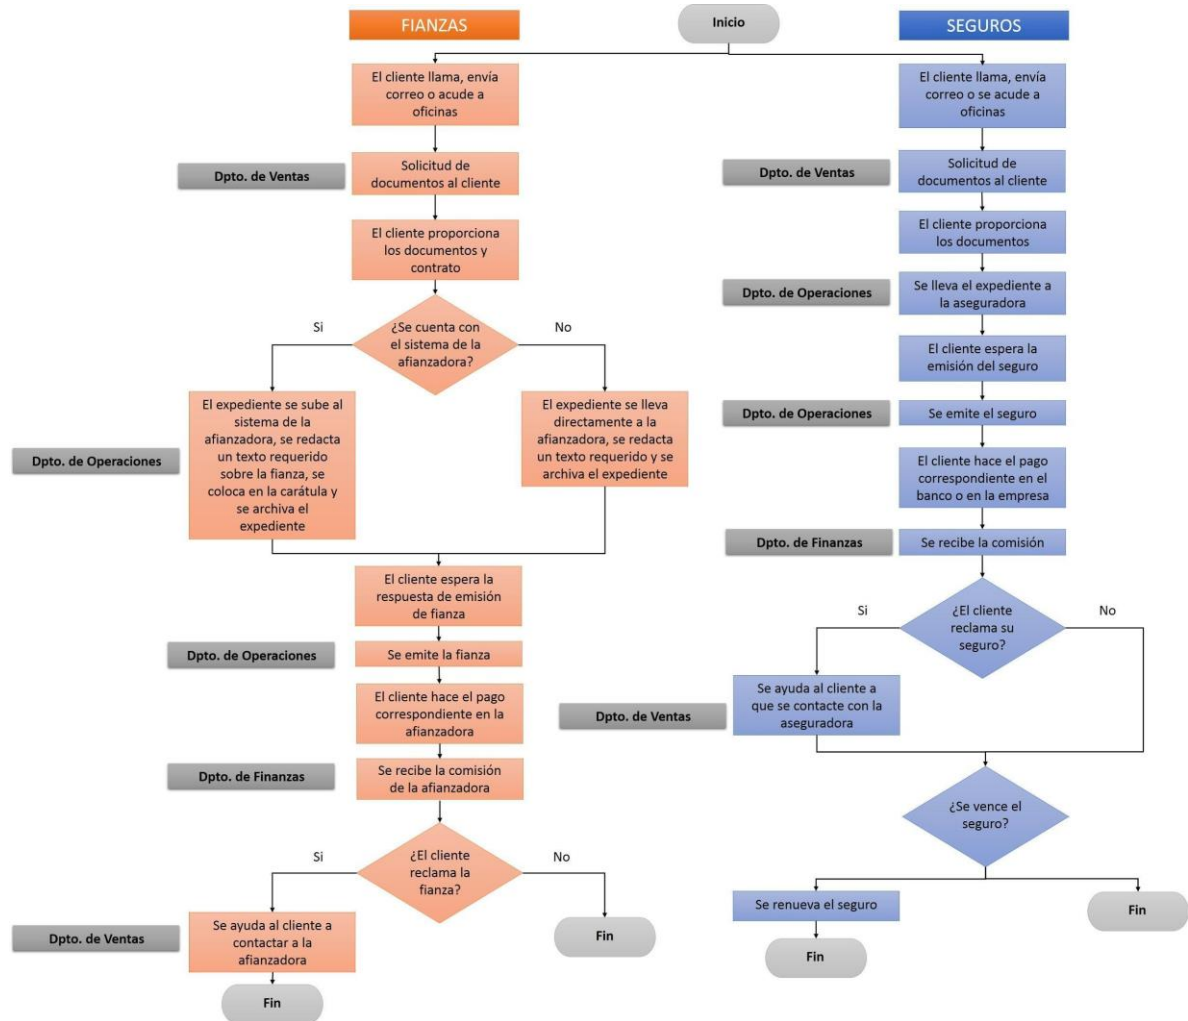 FIANZAS
Inicio
SEGUROS
El cliente llama, envía
correo o acude a
oficinas
Dpto. de Ventas
Solicitud de
documentos al cliente
El cliente proporciona
los documentos y
contrato
¿Se cuenta con
el sistema de la
afianzadora?
Si
No
El expediente se sube al
sistema de la
afianzadora, se redacta
un texto requerido
sobre la fianza, se
coloca en la carátula y
se archiva el
expediente
El expediente se lleva
directamente a la
afianzadora, se redacta
un texto requerido y se
archiva el expediente
Dpto. de Operaciones
El cliente espera la
respuesta de emisión
de fianza
Dpto. de Operaciones
Se emite la fianza
El cliente hace el pago
correspondiente en la
afianzadora
Dpto. de Finanzas
Se recibe la comisión
de la afianzadora
¿El cliente
reclama la
fianza?
Si
No
Dpto. de Ventas
Se ayuda al cliente a
contactar a la
afianzadora
Fin
Fin
El cliente llama, envía
correo o se acude a
oficinas
Dpto. de Ventas
Solicitud de
documentos al cliente
El cliente proporciona
los documentos
Dpto. de Operaciones
Se lleva el expediente a
la aseguradora
El cliente espera la
emisión del seguro
Dpto. de Operaciones
Se emite el seguro
El cliente hace el pago
correspondiente en el
banco o en la empresa
Dpto. de Finanzas
Se recibe la comisión
¿El cliente
reclama su
seguro?
Si
No
Dpto. de Ventas
Se ayuda al cliente a
que se contacte con la
aseguradora
¿Se vence el
seguro?
Se renueva el seguro
Fin
Fin